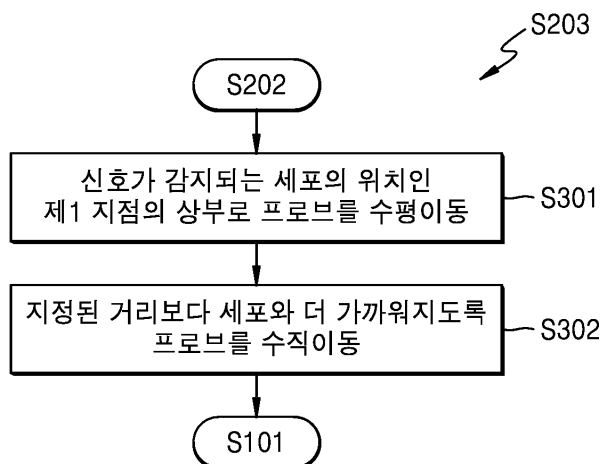 S203
S202
신호가 감지되는 세포의 위치인
제1 지점의 상부로 프로브를 수평이동
S301
지정된 거리보다 세포와 더 가까워지도록
프로브를 수직이동
S302
S101